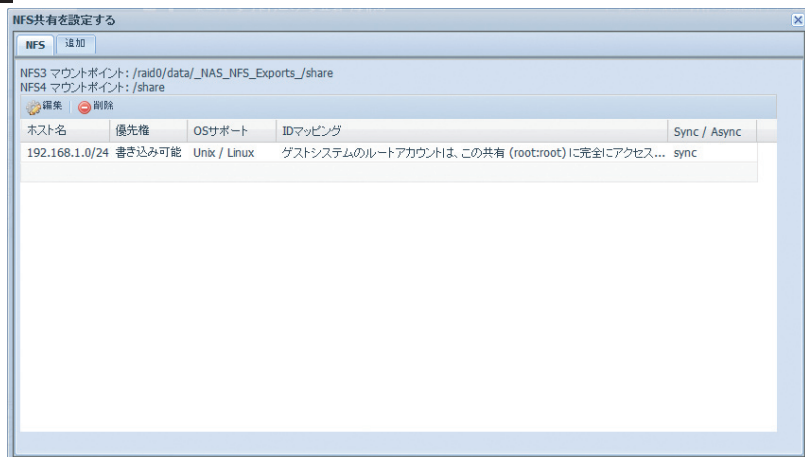 NFS共有を設定する
NFS 追加
NFS3 マウントポイント: /raid0/data/_NAS_NFS_Exports_/share
NFS4 マウントポイント: /share
編集 削除
ホスト名 優先権 OSサポート IDマッピング Sync / Async
192.168.1.0/24 書き込み可能 Unix / Linux ゲストシステムのルートアカウントは、この共有 (root:root) に完全にアクセス... sync